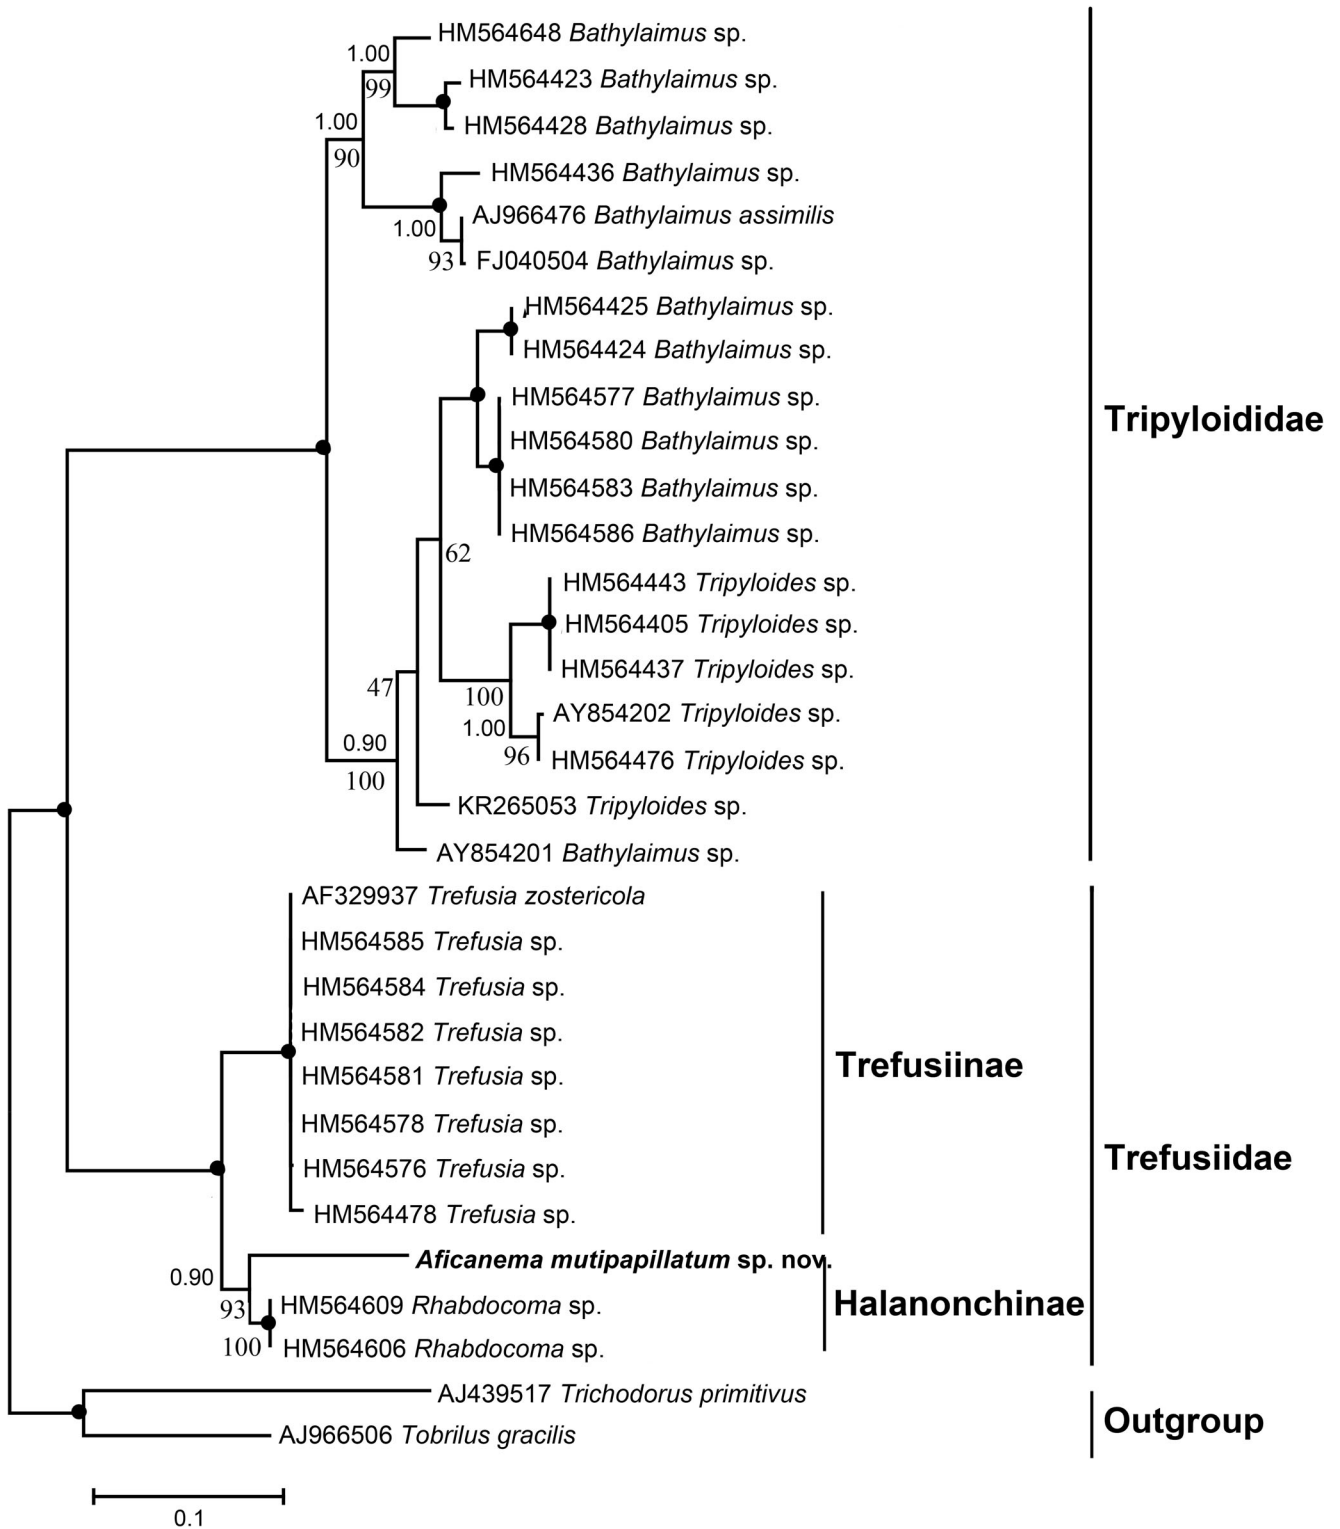 HM564648 Bathylaimus sp.
1.00
HM564423 Bathylaimus sp.
99
1.00
HM564428 Bathylaimus sp.
90
HM564436 Bathylaimus sp.
AJ966476 Bathylaimus assimilis
1.00
93
FJ040504 Bathylaimus sp.
HM564425 Bathylaimus sp.
HM564424 Bathylaimus sp.
HM564577 Bathylaimus sp.
Tripyloididae
HM564580 Bathylaimus sp.
HM564583 Bathylaimus sp.
HM564586 Bathylaimus sp.
62
HM564443 Tripyloides sp.
HM564405 Tripyloides sp.
HM564437 Tripyloides sp.
47
100
AY854202 Tripyloides sp.
1.00
0.90
96
HM564476 Tripyloides sp.
100
KR265053 Tripyloides sp.
AY854201 Bathylaimus sp.
AF329937 Trefusia zostericola
HM564585 Trefusia sp.
HM564584 Trefusia sp.
HM564582 Trefusia sp.
Trefusiinae
HM564581 Trefusia sp.
HM564578 Trefusia sp.
Trefusiidae
HM564576 Trefusia sp.
HM564478 Trefusia sp.
Aficanema mutipapillatum sp. nov.
0.90
93
HM564609 Rhabdocoma sp.
Halanonchinae
100
HM564606 Rhabdocoma sp.
AJ439517 Trichodorus primitivus
Outgroup
AJ966506 Tobrilus gracilis
0.1